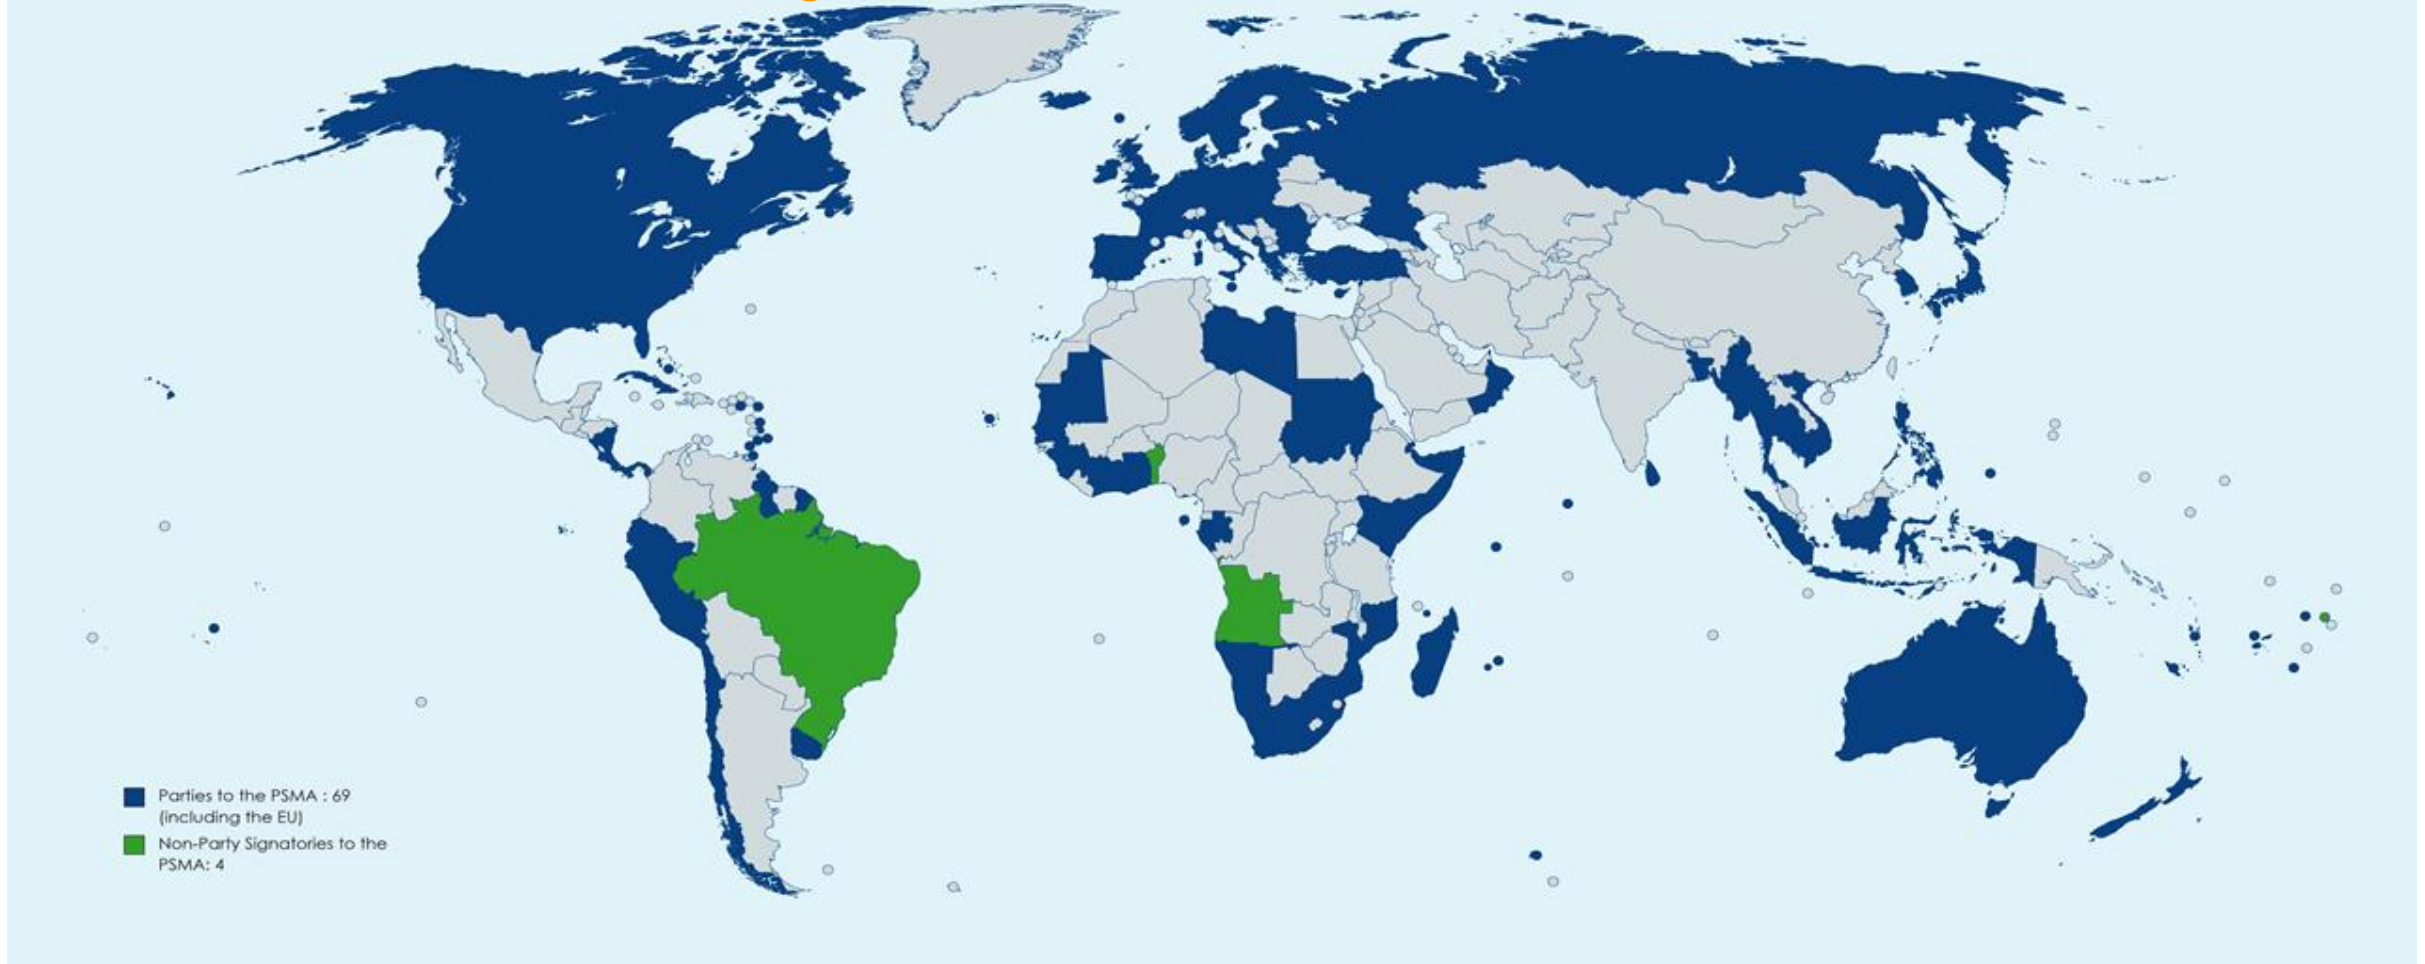 Parties to the PSMA : 69
(including the EU)
Non-Party Signatories to the
PSMA: 4